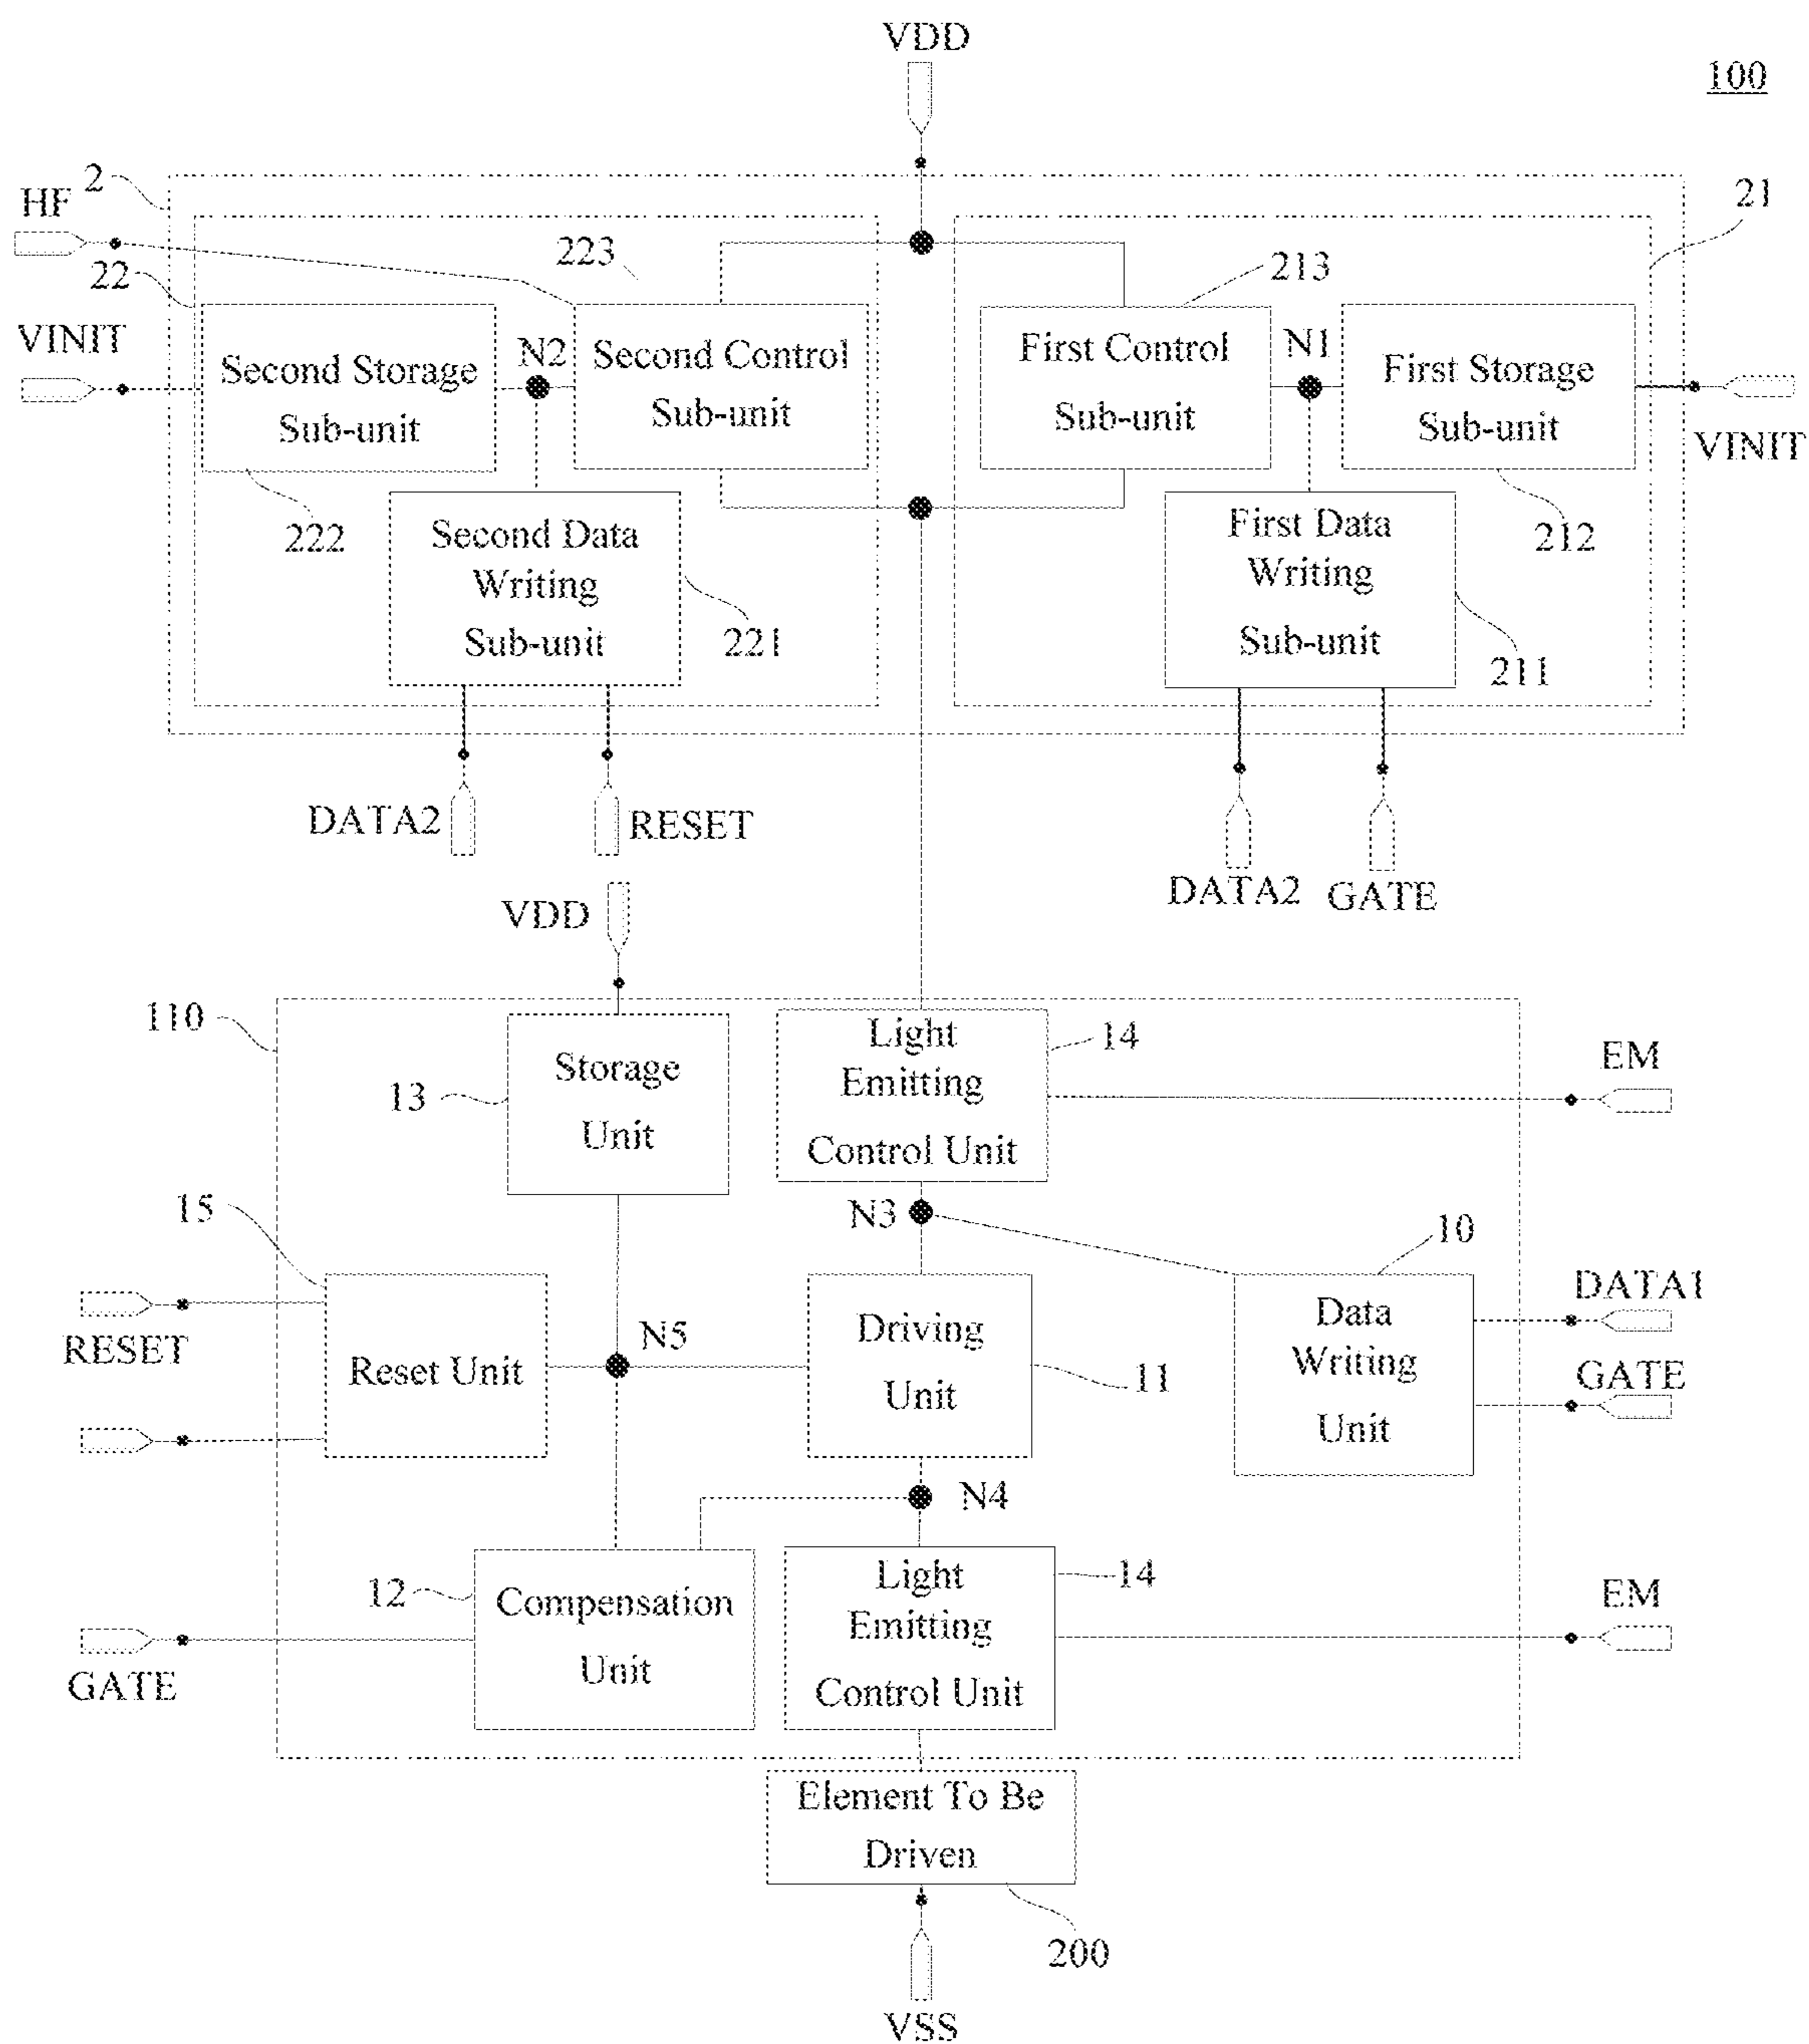 VDD
100
2
21
HF
223
213
22
VINIT
N2
Second Control
Sub-unit
First Control
Sub-unit
N1
Second Storage
Sub-unit
First Storage
Sub-unit
VINIT
222
Second Data
Writing
Sub-unit
221
First Data
Writing
Sub-unit
212
211
DATA2
RESET
DATA2
GATE
VDD
110
Storage
Unit
13
Light
Emitting
Control Unit
14
EM
15
N3
10
RESET
Reset Unit
N5
Driving
Unit
11
Data
Writing
Unit
DATA1
GATE
N4
12
Compensation
Unit
Light
Emitting
Control Unit
14
EM
GATE
Element To Be
Driven
200
VSS